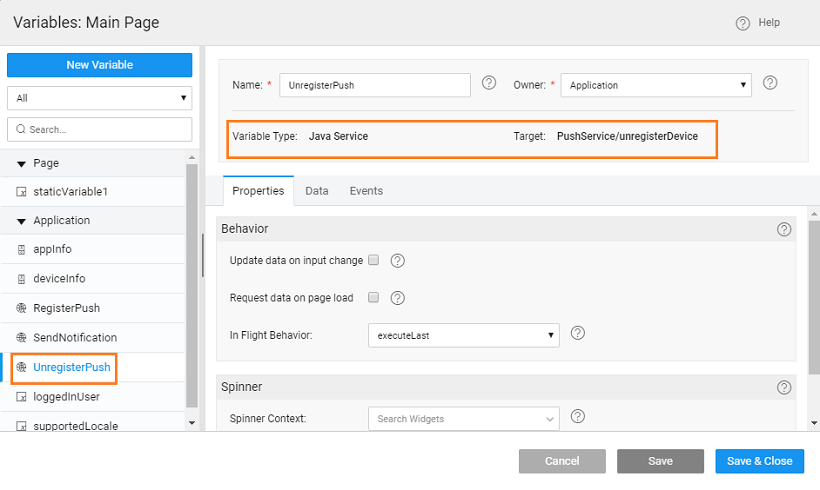 Variables: Main Page
? Help
New Variable
All
Search...
Page
staticVariable1
Application
appInfo
deviceInfo
RegisterPush
SendNotification
UnregisterPush
loggedInUser
supportedLocale
Name: * UnregisterPush ? Owner: * Application ?
Variable Type: Java Service Target: PushService/unregisterDevice
Properties Data Events
Behavior ?
Update data on input change ?
Request data on page load ?
In Flight Behavior: executeLast ?
Spinner ?
Spinner Context: Search Widgets ?
Cancel Save Save & Close